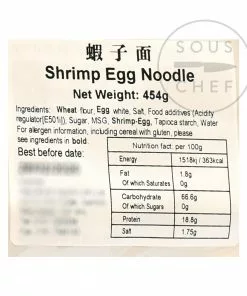 SOUS
CHEF
蝦子面
Shrimp Egg Noodle
Net Weight: 454g
Ingredients: Wheat flour, Egg white, Salt, Food additives (Acidity
regulator[E501i]), Sugar, MSG, Shrimp-Egg, Tapioca starch, Water
For allergen information, including cereal with gluten, please
see ingredients in bold.
Best before date:
Nutrition fact: per 100g
Energy 1518kj / 363kcal
Fat 1.8g
Of which Saturates 0g
Carbohydrate 66.6g
Of which Sugars 0g
Protein 18.8g
Salt 1.75g